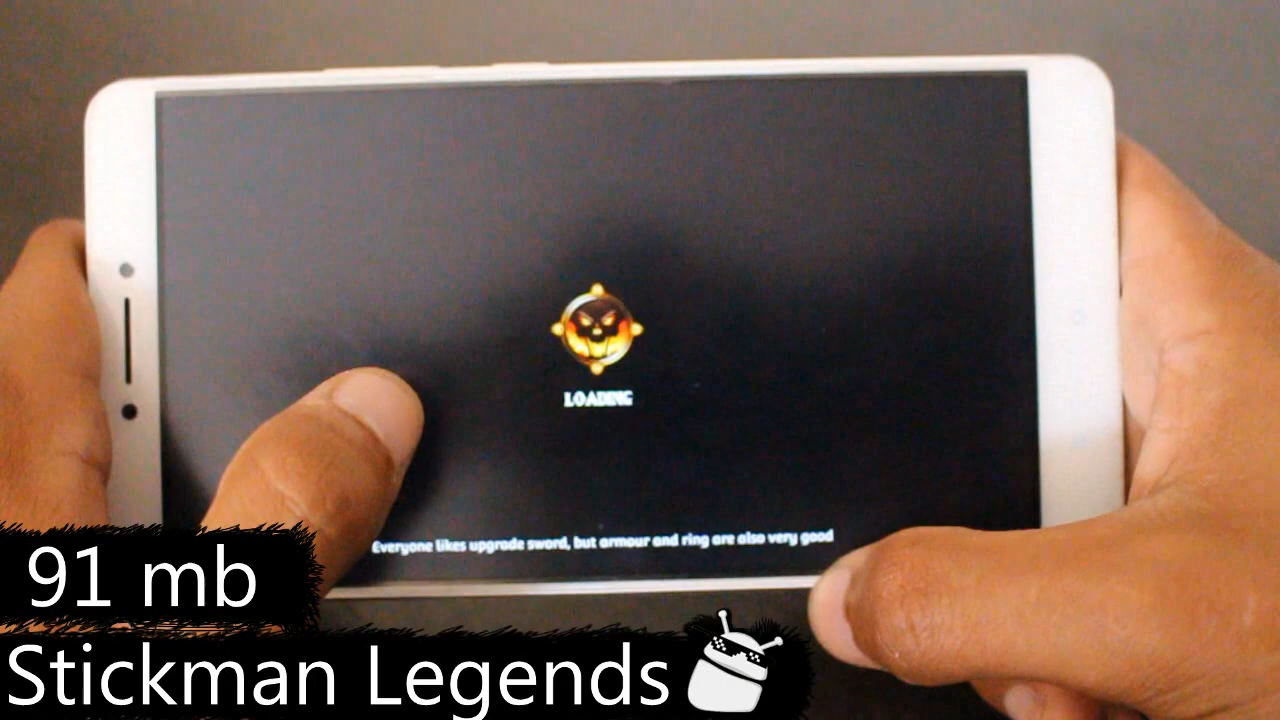 LOADING
Everyone likes upgrade sword, but armour and ring are also very good
91 mb
Stickman Legends